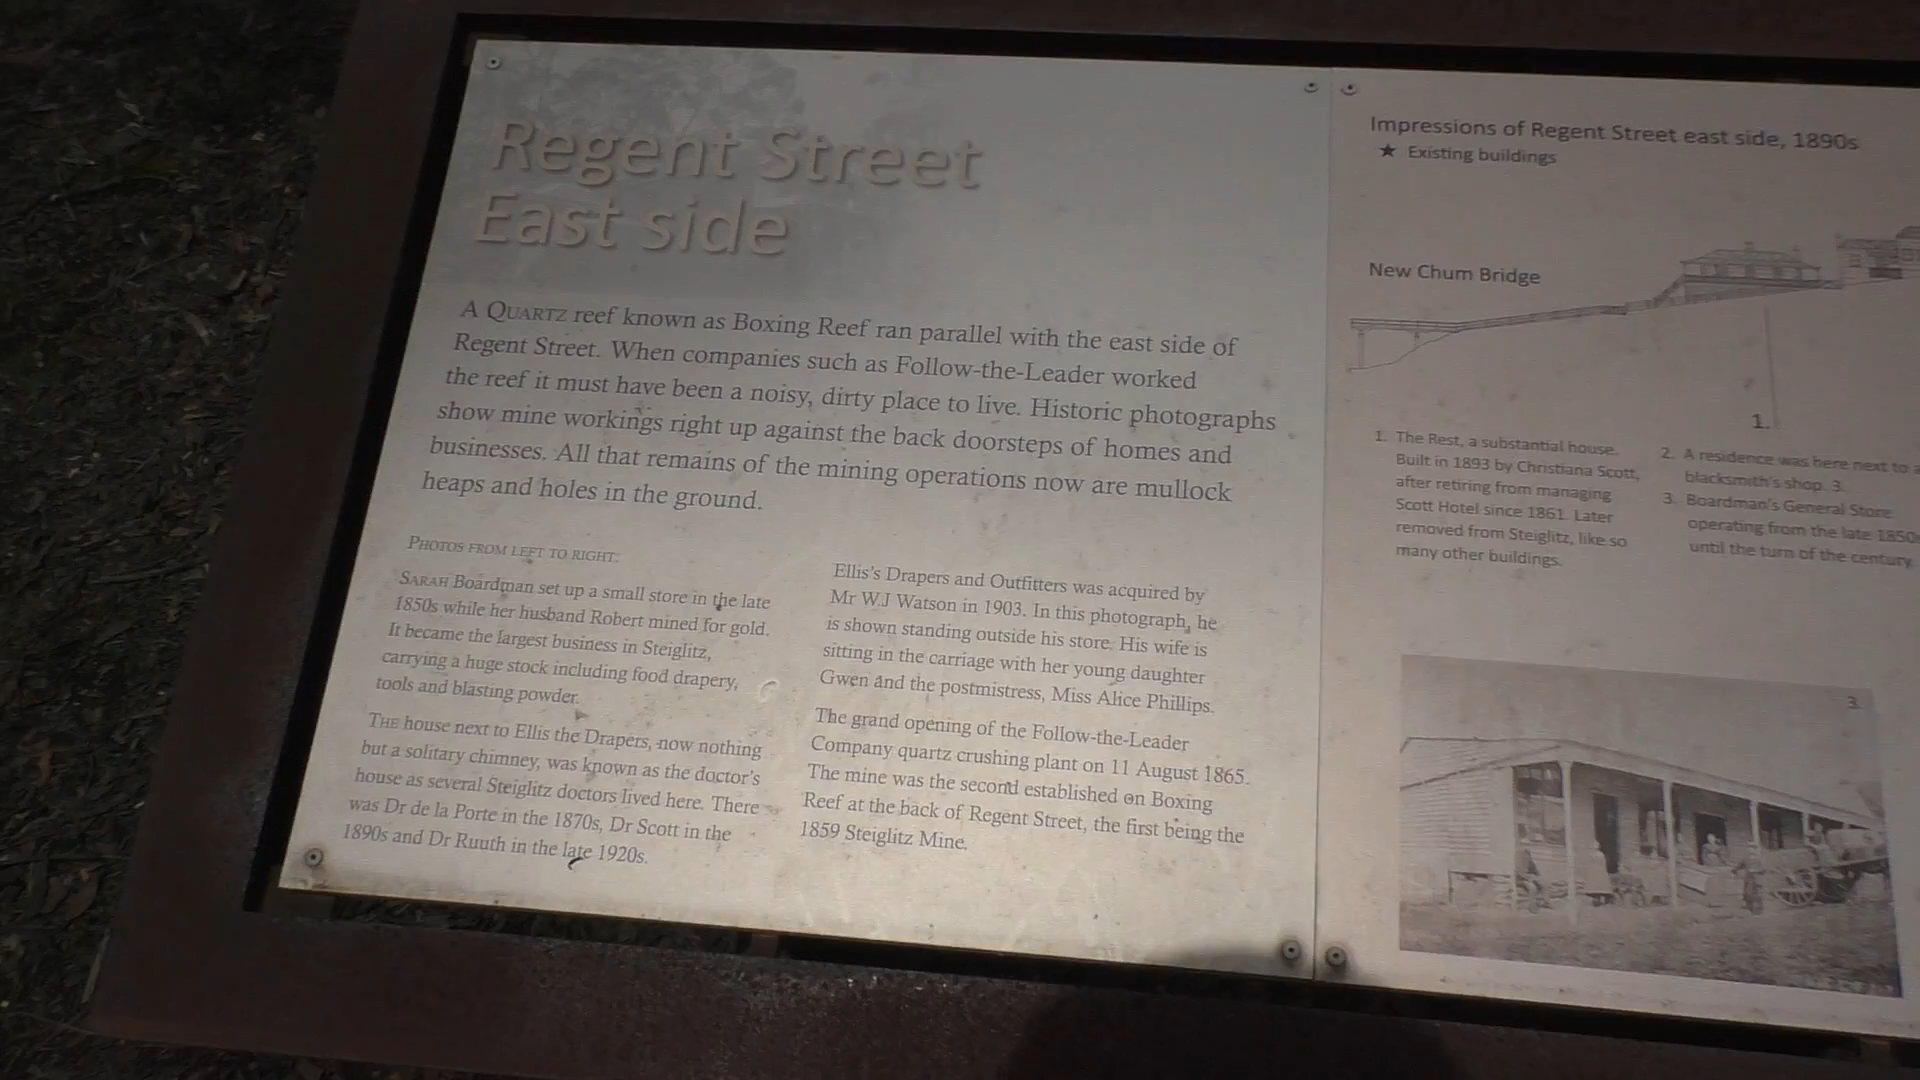 Regent Street
East side
A QUARTZ reef known as Boxing Reef ran parallel with the east side of
Regent Street. When companies such as Follow-the-Leader worked
the reef it must have been a noisy, dirty place to live. Historic photographs
show mine workings right up against the back doorsteps of homes and
businesses. All that remains of the mining operations now are mullock
heaps and holes in the ground.
PHOTOS FROM LEFT TO RIGHT:
SARAH Boardman set up a small store in the late
1850s while her husband Robert mined for gold.
It became the largest business in Steiglitz,
carrying a huge stock including food drapery,
tools and blasting powder.
THE house next to Ellis the Drapers, now nothing
but a solitary chimney, was known as the doctor's
house as several Steiglitz doctors lived here. There
was Dr de la Porte in the 1870s, Dr Scott in the
1890s and Dr Ruuth in the late 1920s.
Ellis's Drapers and Outfitters was acquired by
Mr W.J Watson in 1903. In this photograph, he
is shown standing outside his store. His wife is
sitting in the carriage with her young daughter
Gwen and the postmistress, Miss Alice Phillips.
The grand opening of the Follow-the-Leader
Company quartz crushing plant on 11 August 1865.
The mine was the second established on Boxing
Reef at the back of Regent Street, the first being the
1859 Steiglitz Mine.
Impressions of Regent Street east side, 1890s
★ Existing buildings
New Chum Bridge
1.
1. The Rest, a substantial house.
Built in 1893 by Christiana Scott,
after retiring from managing
Scott Hotel since 1861. Later
removed from Steiglitz, like so
many other buildings.
2. A residence was here next to a
blacksmith's shop. 3.
3. Boardman's General Store
operating from the late 1850s
until the turn of the century.
3.